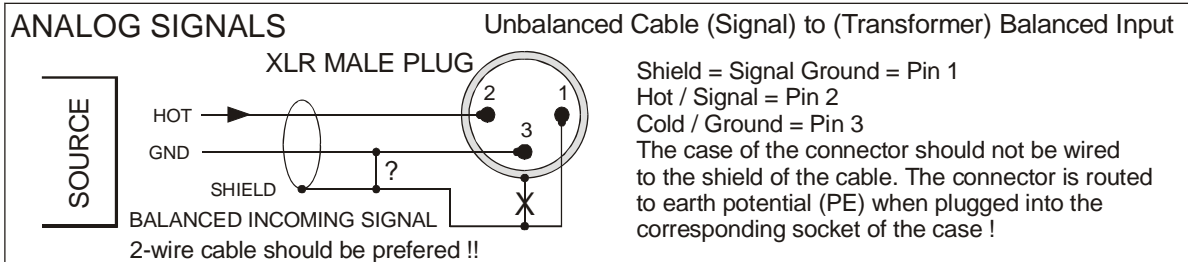 ANALOG SIGNALS
Unbalanced Cable (Signal) to (Transformer) Balanced Input
XLR MALE PLUG
SOURCE
HOT
GND
SHIELD
?
2
1
3
X
BALANCED INCOMING SIGNAL
2-wire cable should be prefered !!
Shield = Signal Ground = Pin 1
Hot / Signal = Pin 2
Cold / Ground = Pin 3
The case of the connector should not be wired
to the shield of the cable. The connector is routed
to earth potential (PE) when plugged into the
corresponding socket of the case !